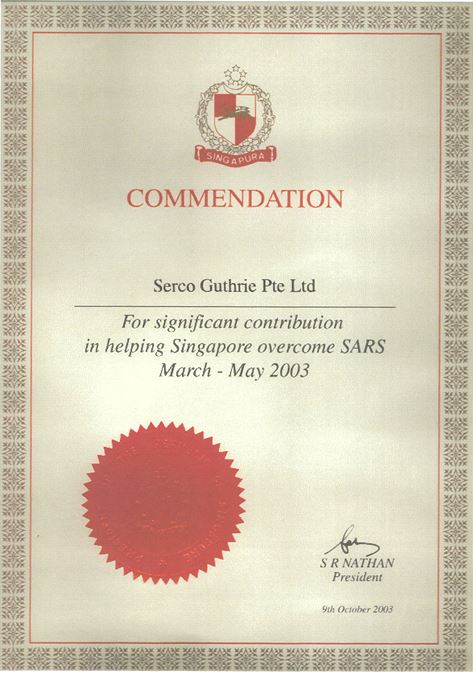 SINGAPURA
COMMENDATION
Serco Guthrie Pte Ltd
For significant contribution
in helping Singapore overcome SARS
March - May 2003
S R NATHAN
President
9th October 2003